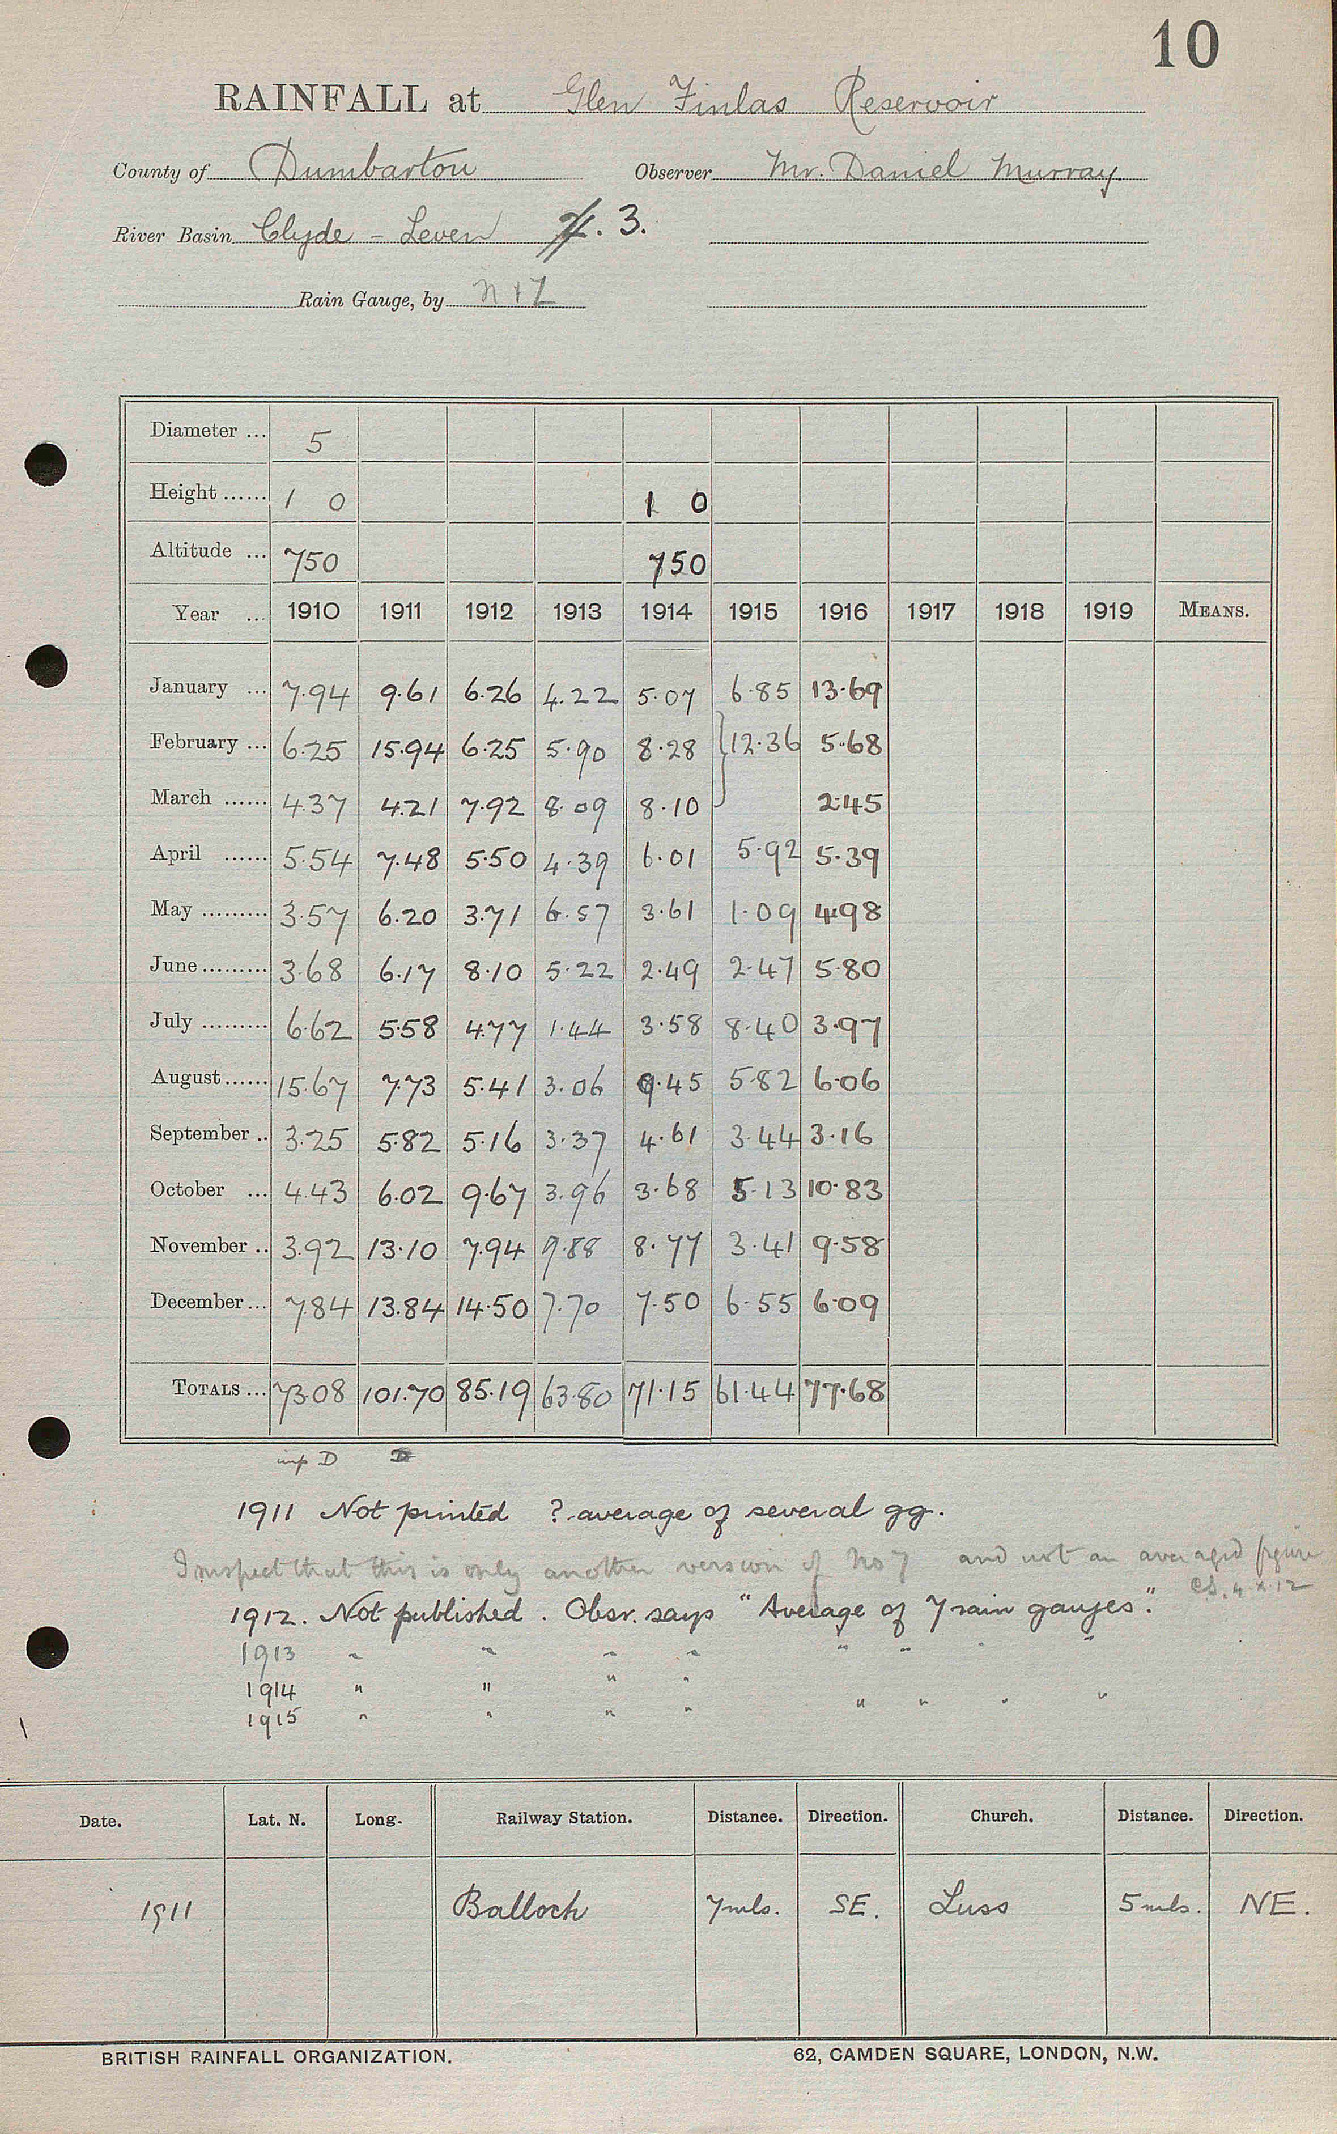 10
RAINFALL at Glen Finlas Reservoir
County of Dumbarton Observer Mr. Daniel Murray
River Basin Clyde - Leven 3.
Rain Gauge, by N + Z
Diameter ... 5
Height ...... 1 0 1 0
Altitude ... 750 750
Year ... 1910 1911 1912 1913 1914 1915 1916 1917 1918 1919 MEANS.
January ... 7.94 9.61 6.26 4.22 5.07 6.85 13.69
February ... 6.25 15.94 6.25 5.90 8.28 } 12.36 5.68
March ...... 4.37 4.21 7.92 8.09 8.10 2.45
April ...... 5.54 7.48 5.50 4.39 6.01 5.92 5.39
May ......... 3.57 6.20 3.71 6.57 3.61 1.09 4.98
June ......... 3.68 6.17 8.10 5.22 2.49 2.47 5.80
July ......... 6.62 5.58 4.77 1.44 3.58 8.40 3.97
August ...... 15.67 7.73 5.41 3.06 9.45 5.82 6.06
September .. 3.25 5.82 5.16 3.37 4.61 3.44 3.16
October ... 4.43 6.02 9.67 3.96 3.68 5.13 10.83
November .. 3.92 13.10 7.94 9.88 8.77 3.41 9.58
December ... 7.84 13.84 14.50 7.70 7.50 6.55 6.09
TOTALS ... 73.08 101.70 85.19 63.80 71.15 61.44 77.68
D D
1911 Not printed ? average of several gg.
I suspect that this is only another version of No 7 and not an averaged figure
1912. Not published. Obsr. says "Average of 7 rain gauges."
1913 " " " " " " " "
1914 " " " "
1915 " " " " " " " "
Date. Lat. N. Long. Railway Station. Distance. Direction. Church. Distance. Direction.
1911 Balloch 7 mls. SE. Luss 5 mls. NE.
BRITISH RAINFALL ORGANIZATION. 62, CAMDEN SQUARE, LONDON, N.W.